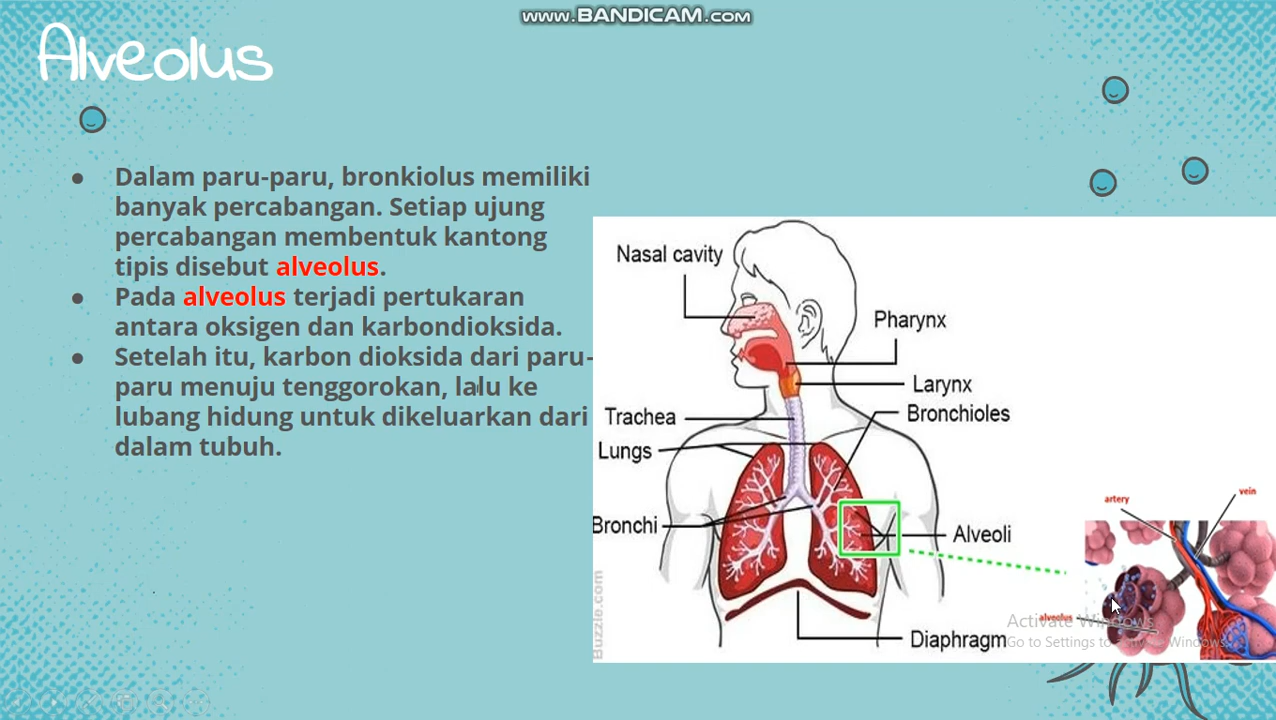 www.BANDICAM.com
Alveolus
● Dalam paru-paru, bronkiolus memiliki
banyak percabangan. Setiap ujung
percabangan membentuk kantong
tipis disebut alveolus.
● Pada alveolus terjadi pertukaran
antara oksigen dan karbondioksida.
● Setelah itu, karbon dioksida dari paru-
paru menuju tenggorokan, lalu ke
lubang hidung untuk dikeluarkan dari
dalam tubuh.
Nasal cavity
Pharynx
Larynx
Trachea
Bronchioles
Lungs
Bronchi
Alveoli
Diaphragm
Buzzle.com
artery
vein
alveolus
Activate Windows
Go to Settings to Windows.